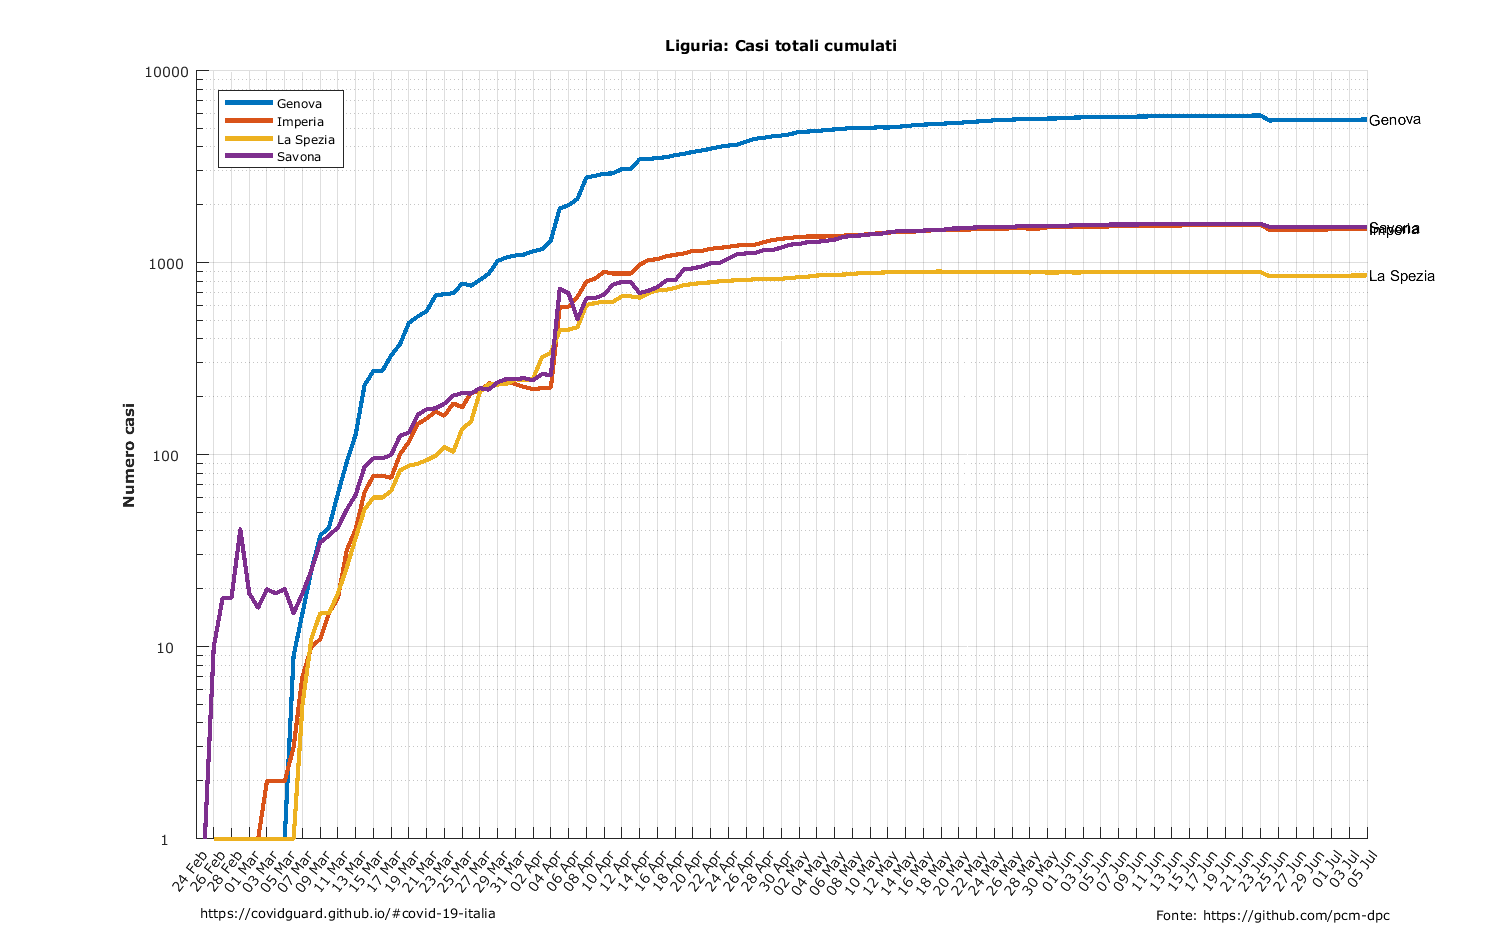 Liguria: Casi totali cumulati
10000
1000
100
10
1
Numero casi
Genova
Imperia
La Spezia
Savona
Genova
Savona
Imperia
La Spezia
24 Feb
26 Feb
28 Feb
01 Mar
03 Mar
05 Mar
07 Mar
09 Mar
11 Mar
13 Mar
15 Mar
17 Mar
19 Mar
21 Mar
23 Mar
25 Mar
27 Mar
29 Mar
31 Mar
02 Apr
04 Apr
06 Apr
08 Apr
10 Apr
12 Apr
14 Apr
16 Apr
18 Apr
20 Apr
22 Apr
24 Apr
26 Apr
28 Apr
30 Apr
02 May
04 May
06 May
08 May
10 May
12 May
14 May
16 May
18 May
20 May
22 May
24 May
26 May
28 May
30 May
01 Jun
03 Jun
05 Jun
07 Jun
09 Jun
11 Jun
13 Jun
15 Jun
17 Jun
19 Jun
21 Jun
23 Jun
25 Jun
27 Jun
29 Jun
01 Jul
03 Jul
05 Jul
https://covidguard.github.io/#covid-19-italia
Fonte: https://github.com/pcm-dpc